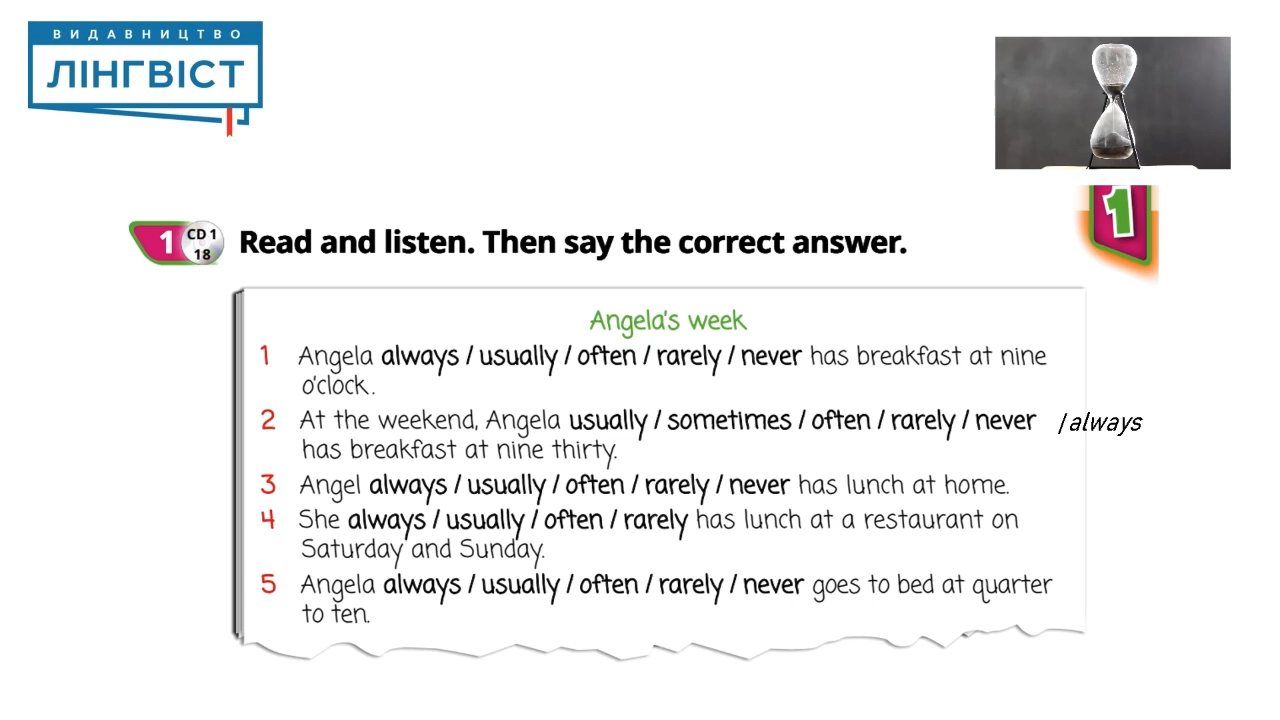 ВИДАВНИЦТВО
ЛІНГВІСТ
1
1 CD 1 18 Read and listen. Then say the correct answer.
Angela's week
1 Angela always / usually / often / rarely / never has breakfast at nine
o'clock.
2 At the weekend, Angela usually / sometimes / often / rarely / never / always
has breakfast at nine thirty.
3 Angel always / usually / often / rarely / never has lunch at home.
4 She always / usually / often / rarely has lunch at a restaurant on
Saturday and Sunday.
5 Angela always / usually / often / rarely / never goes to bed at quarter
to ten.